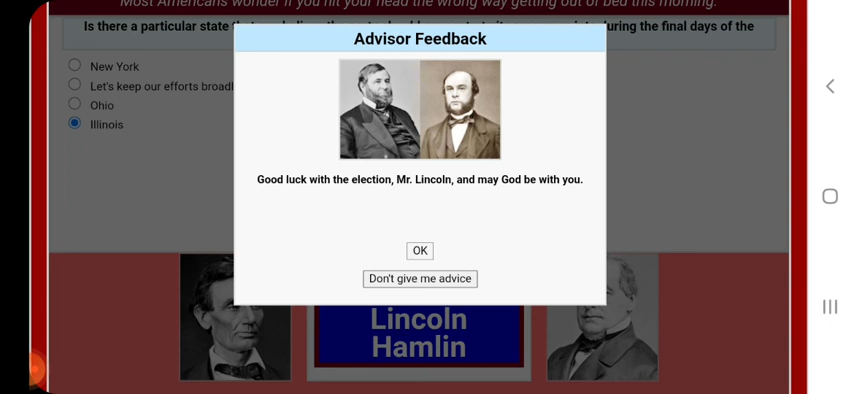 Most Americans wonder if you hit your head the wrong way getting out of bed this morning.
Is there a particular state during the final days of the
New York
Let's keep our efforts
Ohio
Illinois
Advisor Feedback
Good luck with the election, Mr. Lincoln, and may God be with you.
OK
Don't give me advice
Lincoln
Hamlin